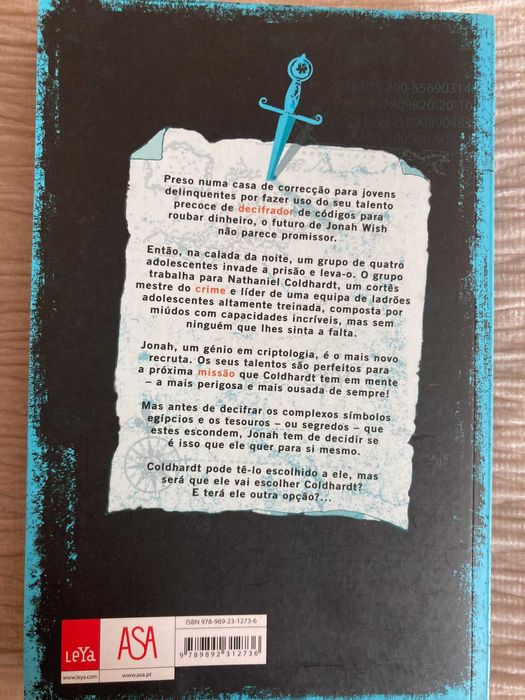 403-290-856903140
97809820-20-10
Preso numa casa de correcção para jovens
delinquentes por fazer uso do seu talento
precoce de decifrador de códigos para
roubar dinheiro, o futuro de Jonah Wish
não parece promissor.
Então, na calada da noite, um grupo de quatro
adolescentes invade a prisão e leva-o. O grupo
trabalha para Nathaniel Coldhardt, um cortês
mestre do crime e líder de uma equipa de ladrões
adolescentes altamente treinada, composta por
miúdos com capacidades incríveis, mas sem
ninguém que lhes sinta a falta.
Jonah, um génio em criptologia, é o mais novo
recruta. Os seus talentos são perfeitos para
a próxima missão que Coldhardt tem em mente
– a mais perigosa e mais ousada de sempre!
Mas antes de decifrar os complexos símbolos
egípcios e os tesouros – ou segredos – que
estes escondem, Jonah tem de decidir se
é isso que ele quer para si mesmo.
Coldhardt pode tê-lo escolhido a ele, mas
será que ele vai escolher Coldhardt?
E terá ele outra opção?...
LeYa
www.leya.com
ASA
www.asa.pt
ISBN 978-989-23-1273-6
9 789892 312736